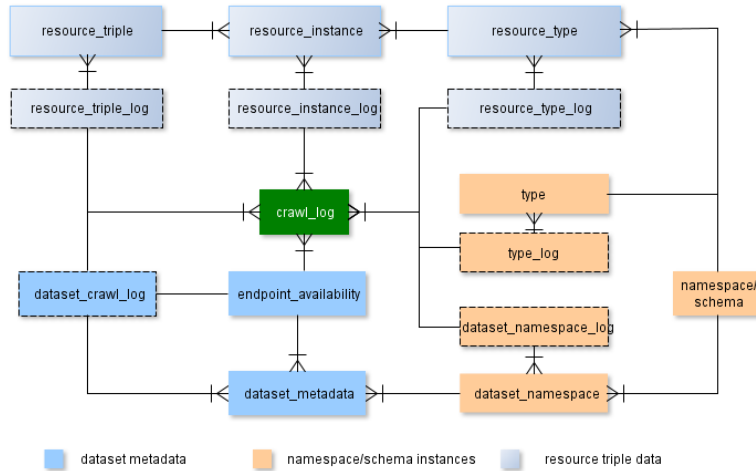 resource_triple
resource_instance
resource_type
resource_triple_log
resource_instance_log
resource_type_log
crawl_log
type
type_log
dataset_crawl_log
endpoint_availability
namespace/
schema
dataset_namespace_log
dataset_metadata
dataset_namespace
dataset metadata
namespace/schema instances
resource triple data